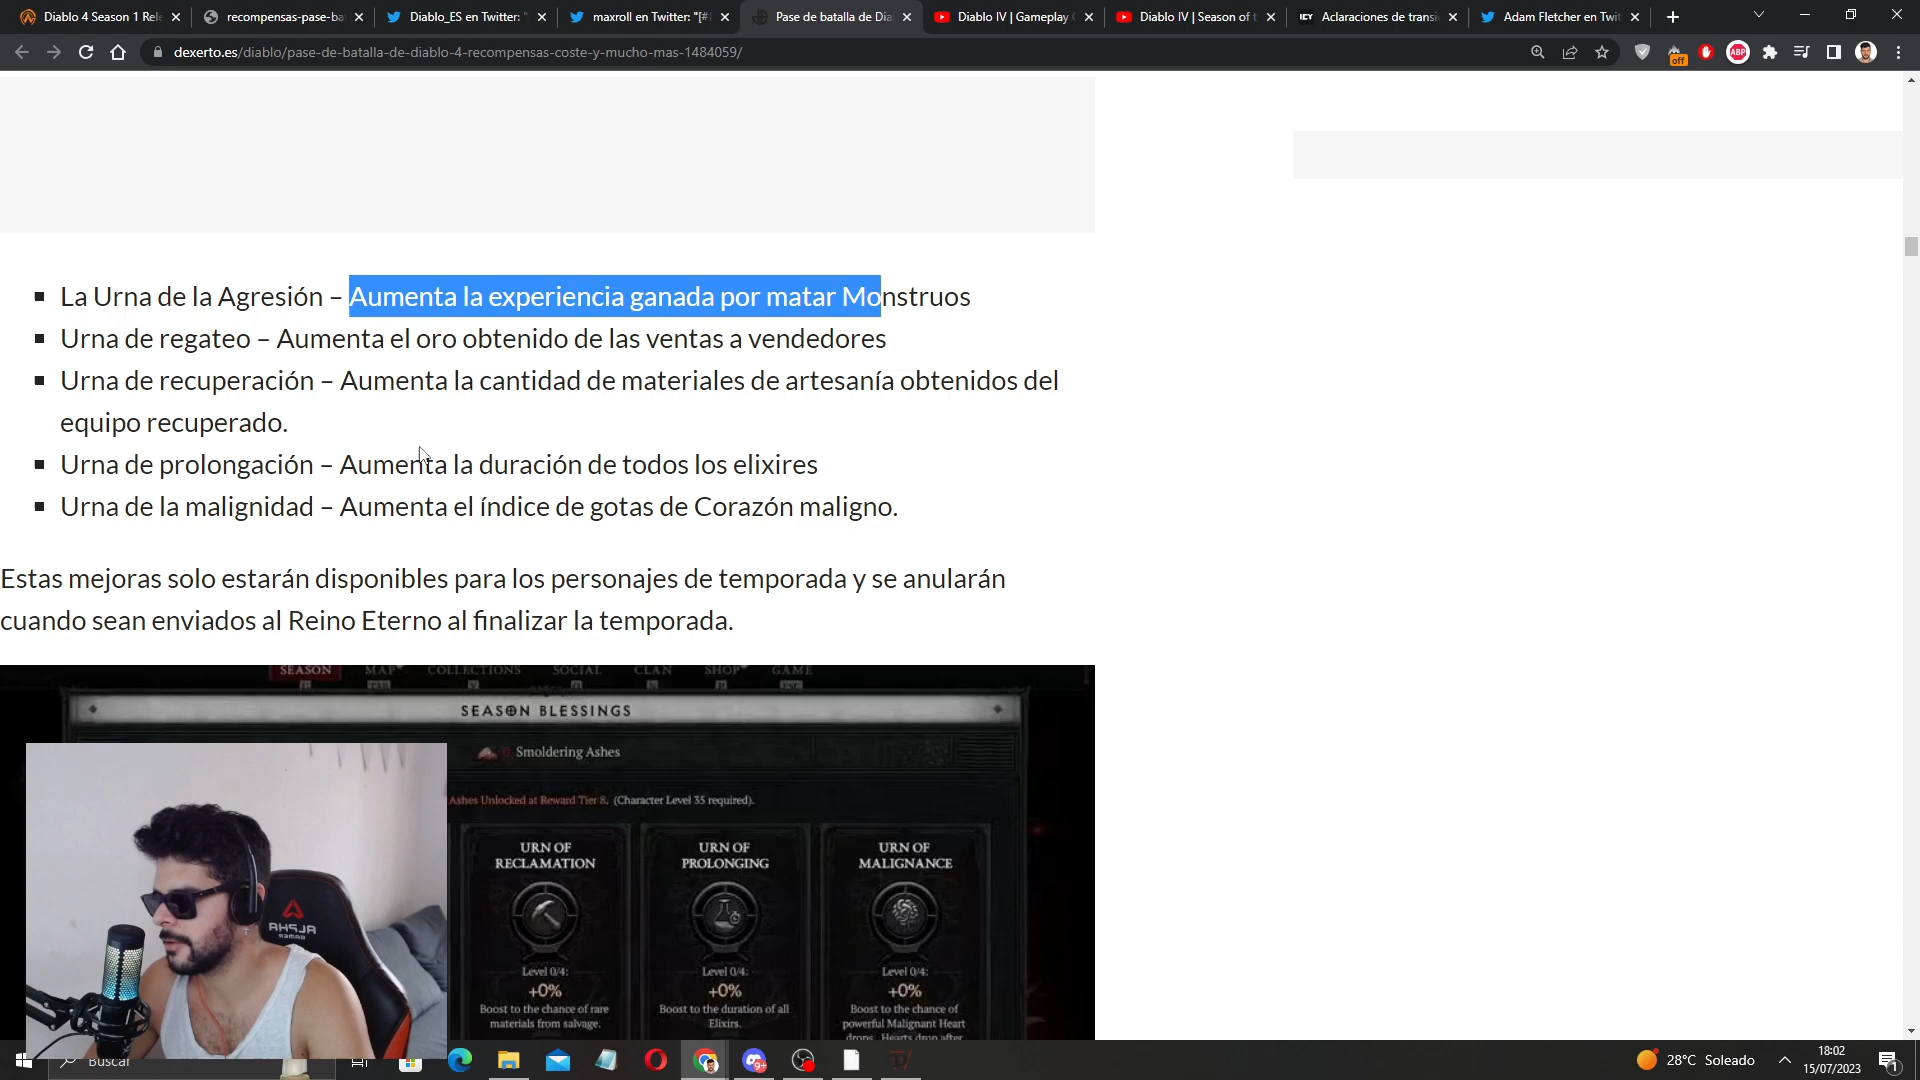 Diablo 4 Season 1 Rele
recompensas-pase-ba
Diablo_ES en Twitter: "
maxroll en Twitter: "[#
Pase de batalla de Dia
Diablo IV | Gameplay
Diablo IV | Season of t
Aclaraciones de transi
Adam Fletcher en Twit
dexerto.es/diablo/pase-de-batalla-de-diablo-4-recompensas-coste-y-mucho-mas-1484059/
off
ABP
La Urna de la Agresión – Aumenta la experiencia ganada por matar Monstruos
Urna de regateo – Aumenta el oro obtenido de las ventas a vendedores
Urna de recuperación – Aumenta la cantidad de materiales de artesanía obtenidos del
equipo recuperado.
Urna de prolongación – Aumenta la duración de todos los elixires
Urna de la malignidad – Aumenta el índice de gotas de Corazón maligno.
Estas mejoras solo estarán disponibles para los personajes de temporada y se anularán
cuando sean enviados al Reino Eterno al finalizar la temporada.
SEASON MAP COLLECTIONS SOCIAL CLAN SHOP GAME
SEASON BLESSINGS
Smoldering Ashes
Ashes Unlocked at Reward Tier 8. (Character Level 35 required).
URN OF
RECLAMATION
Level 0/4:
+0%
Boost to the chance of rare
materials from salvage.
URN OF
PROLONGING
Level 0/4:
+0%
Boost to the duration of all
Elixirs.
URN OF
MALIGNANCE
Level 0/4:
+0%
Boost to the chance of
powerful Malignant Heart
drops. Hearts drop after
Buscar
28°C Soleado
18:02
15/07/2023